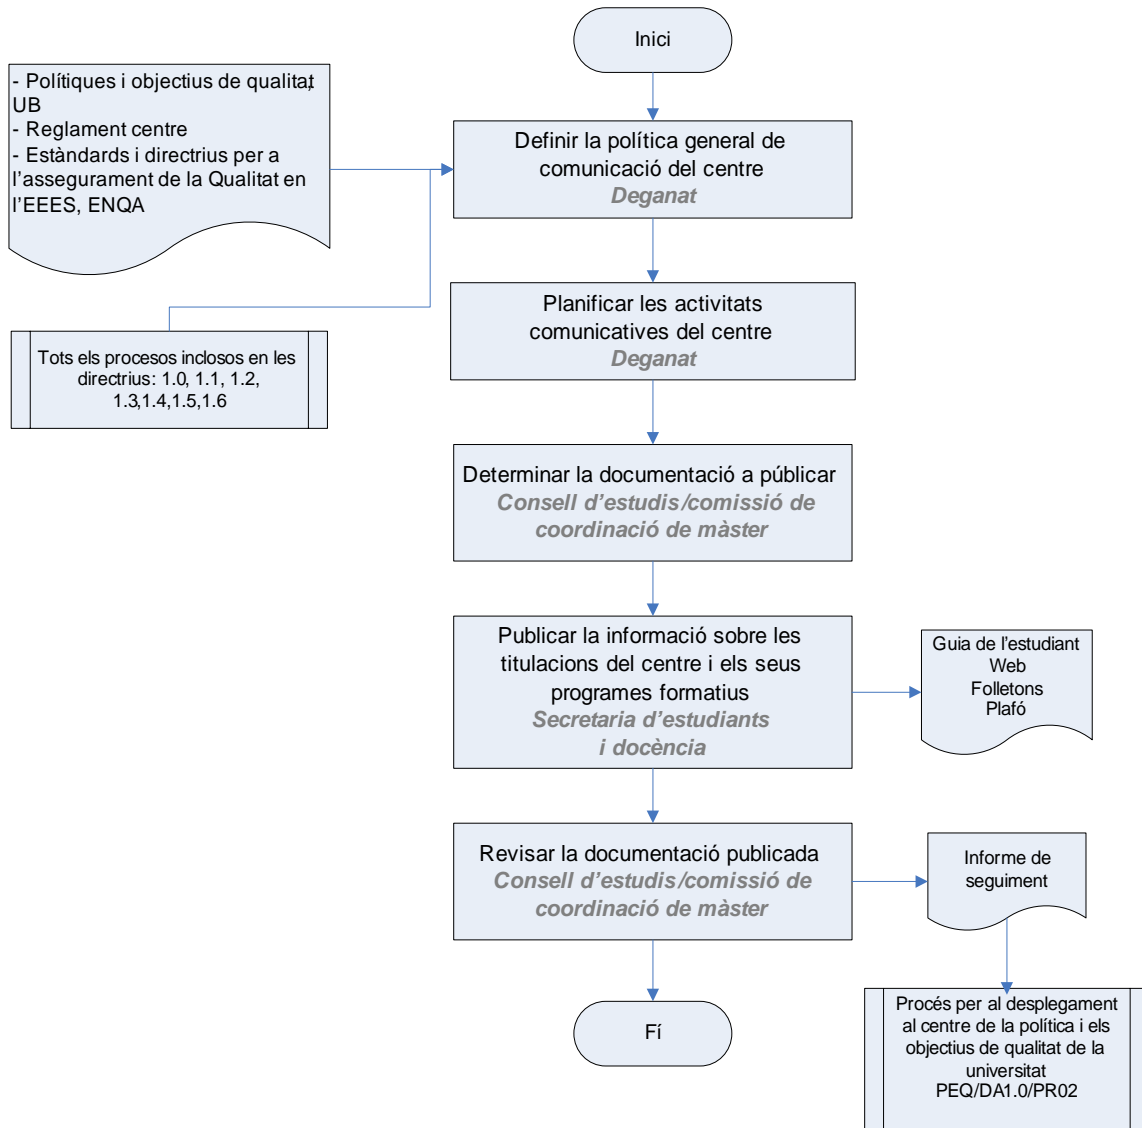 Inici
- Polítiques i objectius de qualitat,
UB
- Reglament centre
- Estàndards i directrius per a
l'assegurament de la Qualitat en
l'EEES, ENQA
Definir la política general de
comunicació del centre
Deganat
Planificar les activitats
comunicatives del centre
Deganat
Tots els procesos inclosos en les
directrius: 1.0, 1.1, 1.2,
1.3,1.4,1.5,1.6
Determinar la documentació a públicar
Consell d'estudis/comissió de
coordinació de màster
Publicar la informació sobre les
titulacions del centre i els seus
programes formatius
Secretaria d'estudiants
i docència
Guia de l'estudiant
Web
Folletons
Plafó
Revisar la documentació publicada
Consell d'estudis/comissió de
coordinació de màster
Informe de
seguiment
Fí
Procés per al desplegament
al centre de la política i els
objectius de qualitat de la
universitat
PEQ/DA1.0/PR02